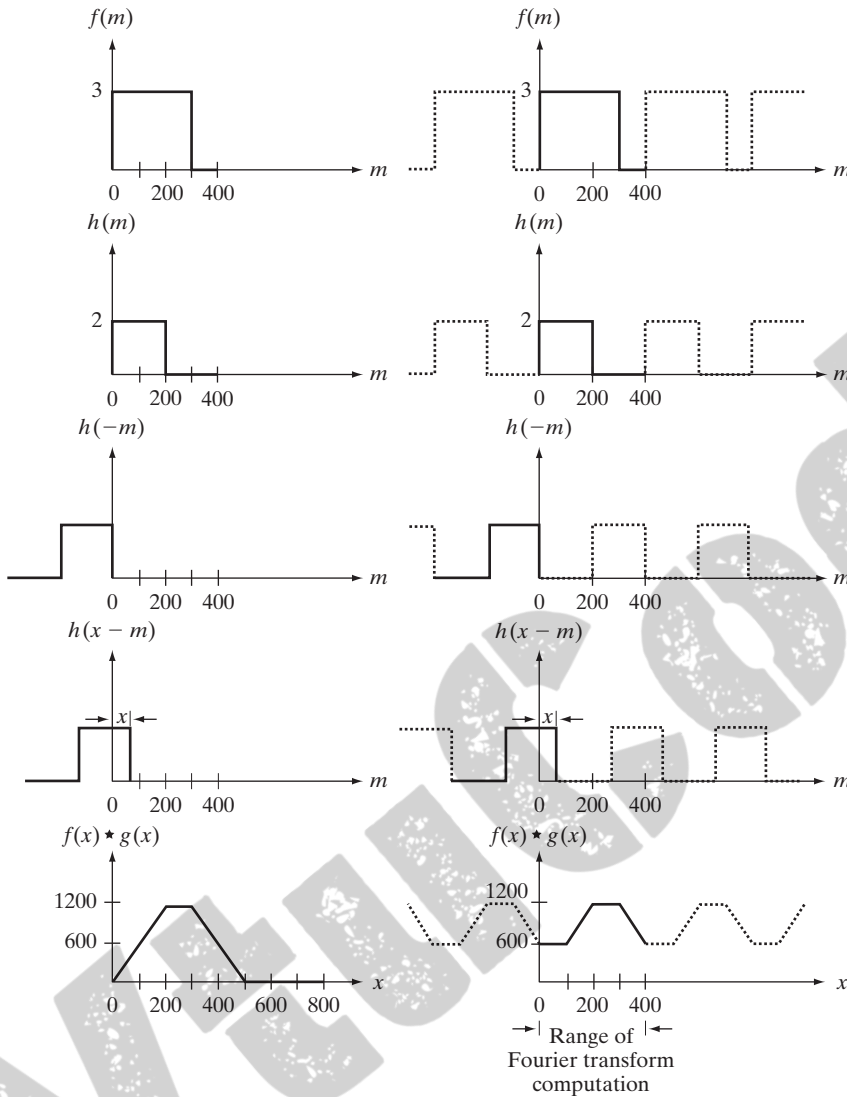 f(m) f(m)
3 3
m m
0 200 400 0 200 400
h(m) h(m)
2 2
m m
0 200 400 0 200 400
h(−m) h(−m)
m m
0 200 400 0 200 400
h(x − m) h(x − m)
x x
m m
0 200 400 0 200 400
f(x) ★ g(x) f(x) ★ g(x)
1200 1200
600 600
x x
0 200 400 600 800 0 200 400
Range of
Fourier transform
computation